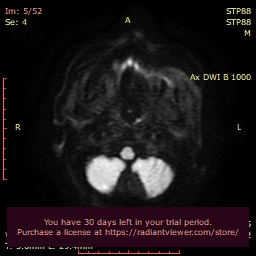 Im: 5/52
Se: 4
A
STP88
STP88
M
Ax DWI B 1000
R
L
You have 30 days left in your trial period.
Purchase a license at https://radiantviewer.com/store/